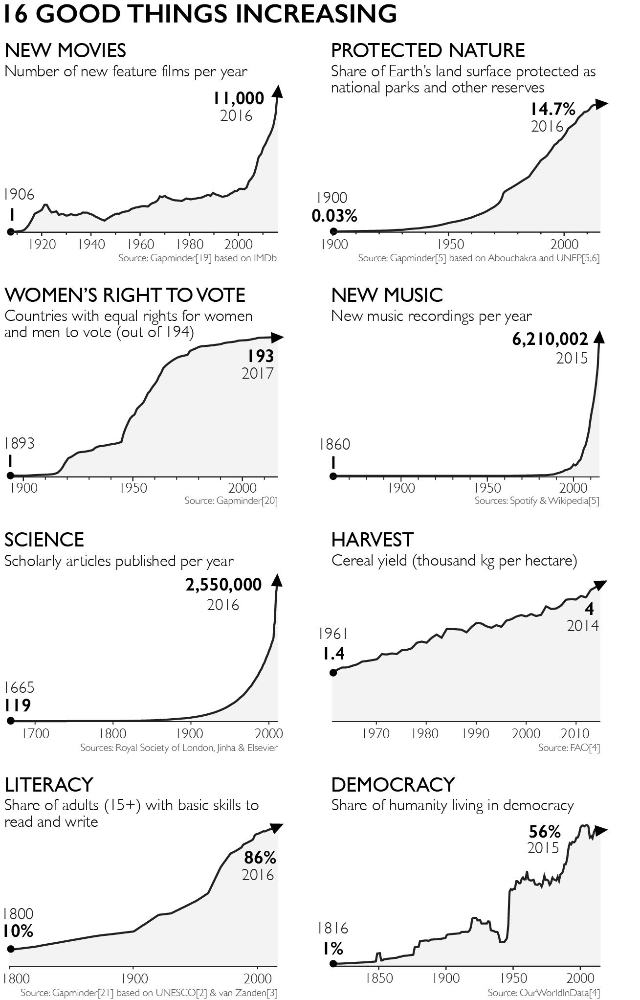 16 GOOD THINGS INCREASING
NEW MOVIES
Number of new feature films per year
11,000
2016
1906
1
1920 1940 1960 1980 2000
Source: Gapminder[19] based on IMDb
PROTECTED NATURE
Share of Earth's land surface protected as
national parks and other reserves
14.7%
2016
1900
0.03%
1900 1950 2000
Source: Gapminder[5] based on Abouchakra and UNEP[5,6]
WOMEN'S RIGHT TO VOTE
Countries with equal rights for women
and men to vote (out of 194)
193
2017
1893
1
1900 1950 2000
Source: Gapminder[20]
NEW MUSIC
New music recordings per year
6,210,002
2015
1860
1
1900 1950 2000
Sources: Spotify & Wikipedia[5]
SCIENCE
Scholarly articles published per year
2,550,000
2016
1665
119
1700 1800 1900 2000
Sources: Royal Society of London, Jinha & Elsevier
HARVEST
Cereal yield (thousand kg per hectare)
4
2014
1961
1.4
1970 1980 1990 2000 2010
Source: FAO[4]
LITERACY
Share of adults (15+) with basic skills to
read and write
86%
2016
1800
10%
1800 1900 2000
Source: Gapminder[21] based on UNESCO[2] & van Zanden[3]
DEMOCRACY
Share of humanity living in democracy
56%
2015
1816
1%
1850 1900 1950 2000
Source: OurWorldInData[4]